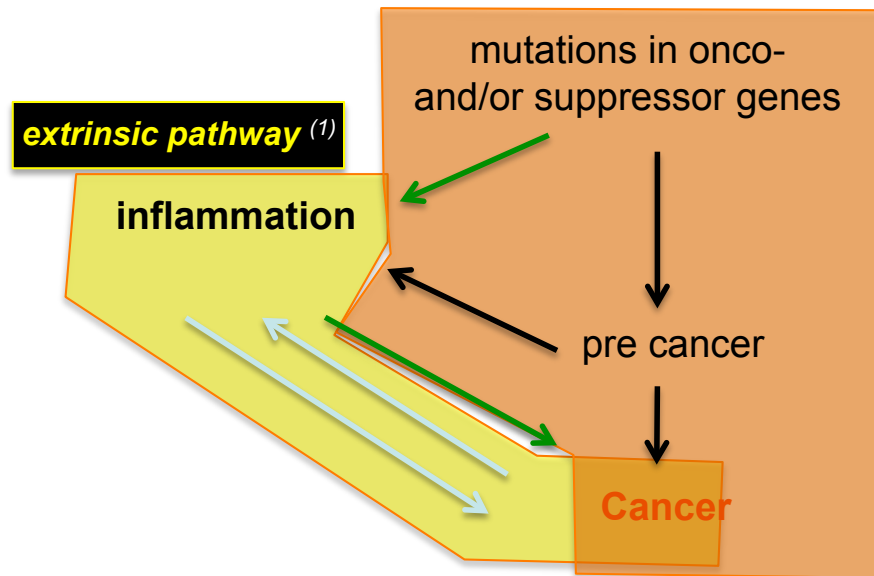 mutations in onco-
and/or suppressor genes
extrinsic pathway (1)
inflammation
pre cancer
Cancer